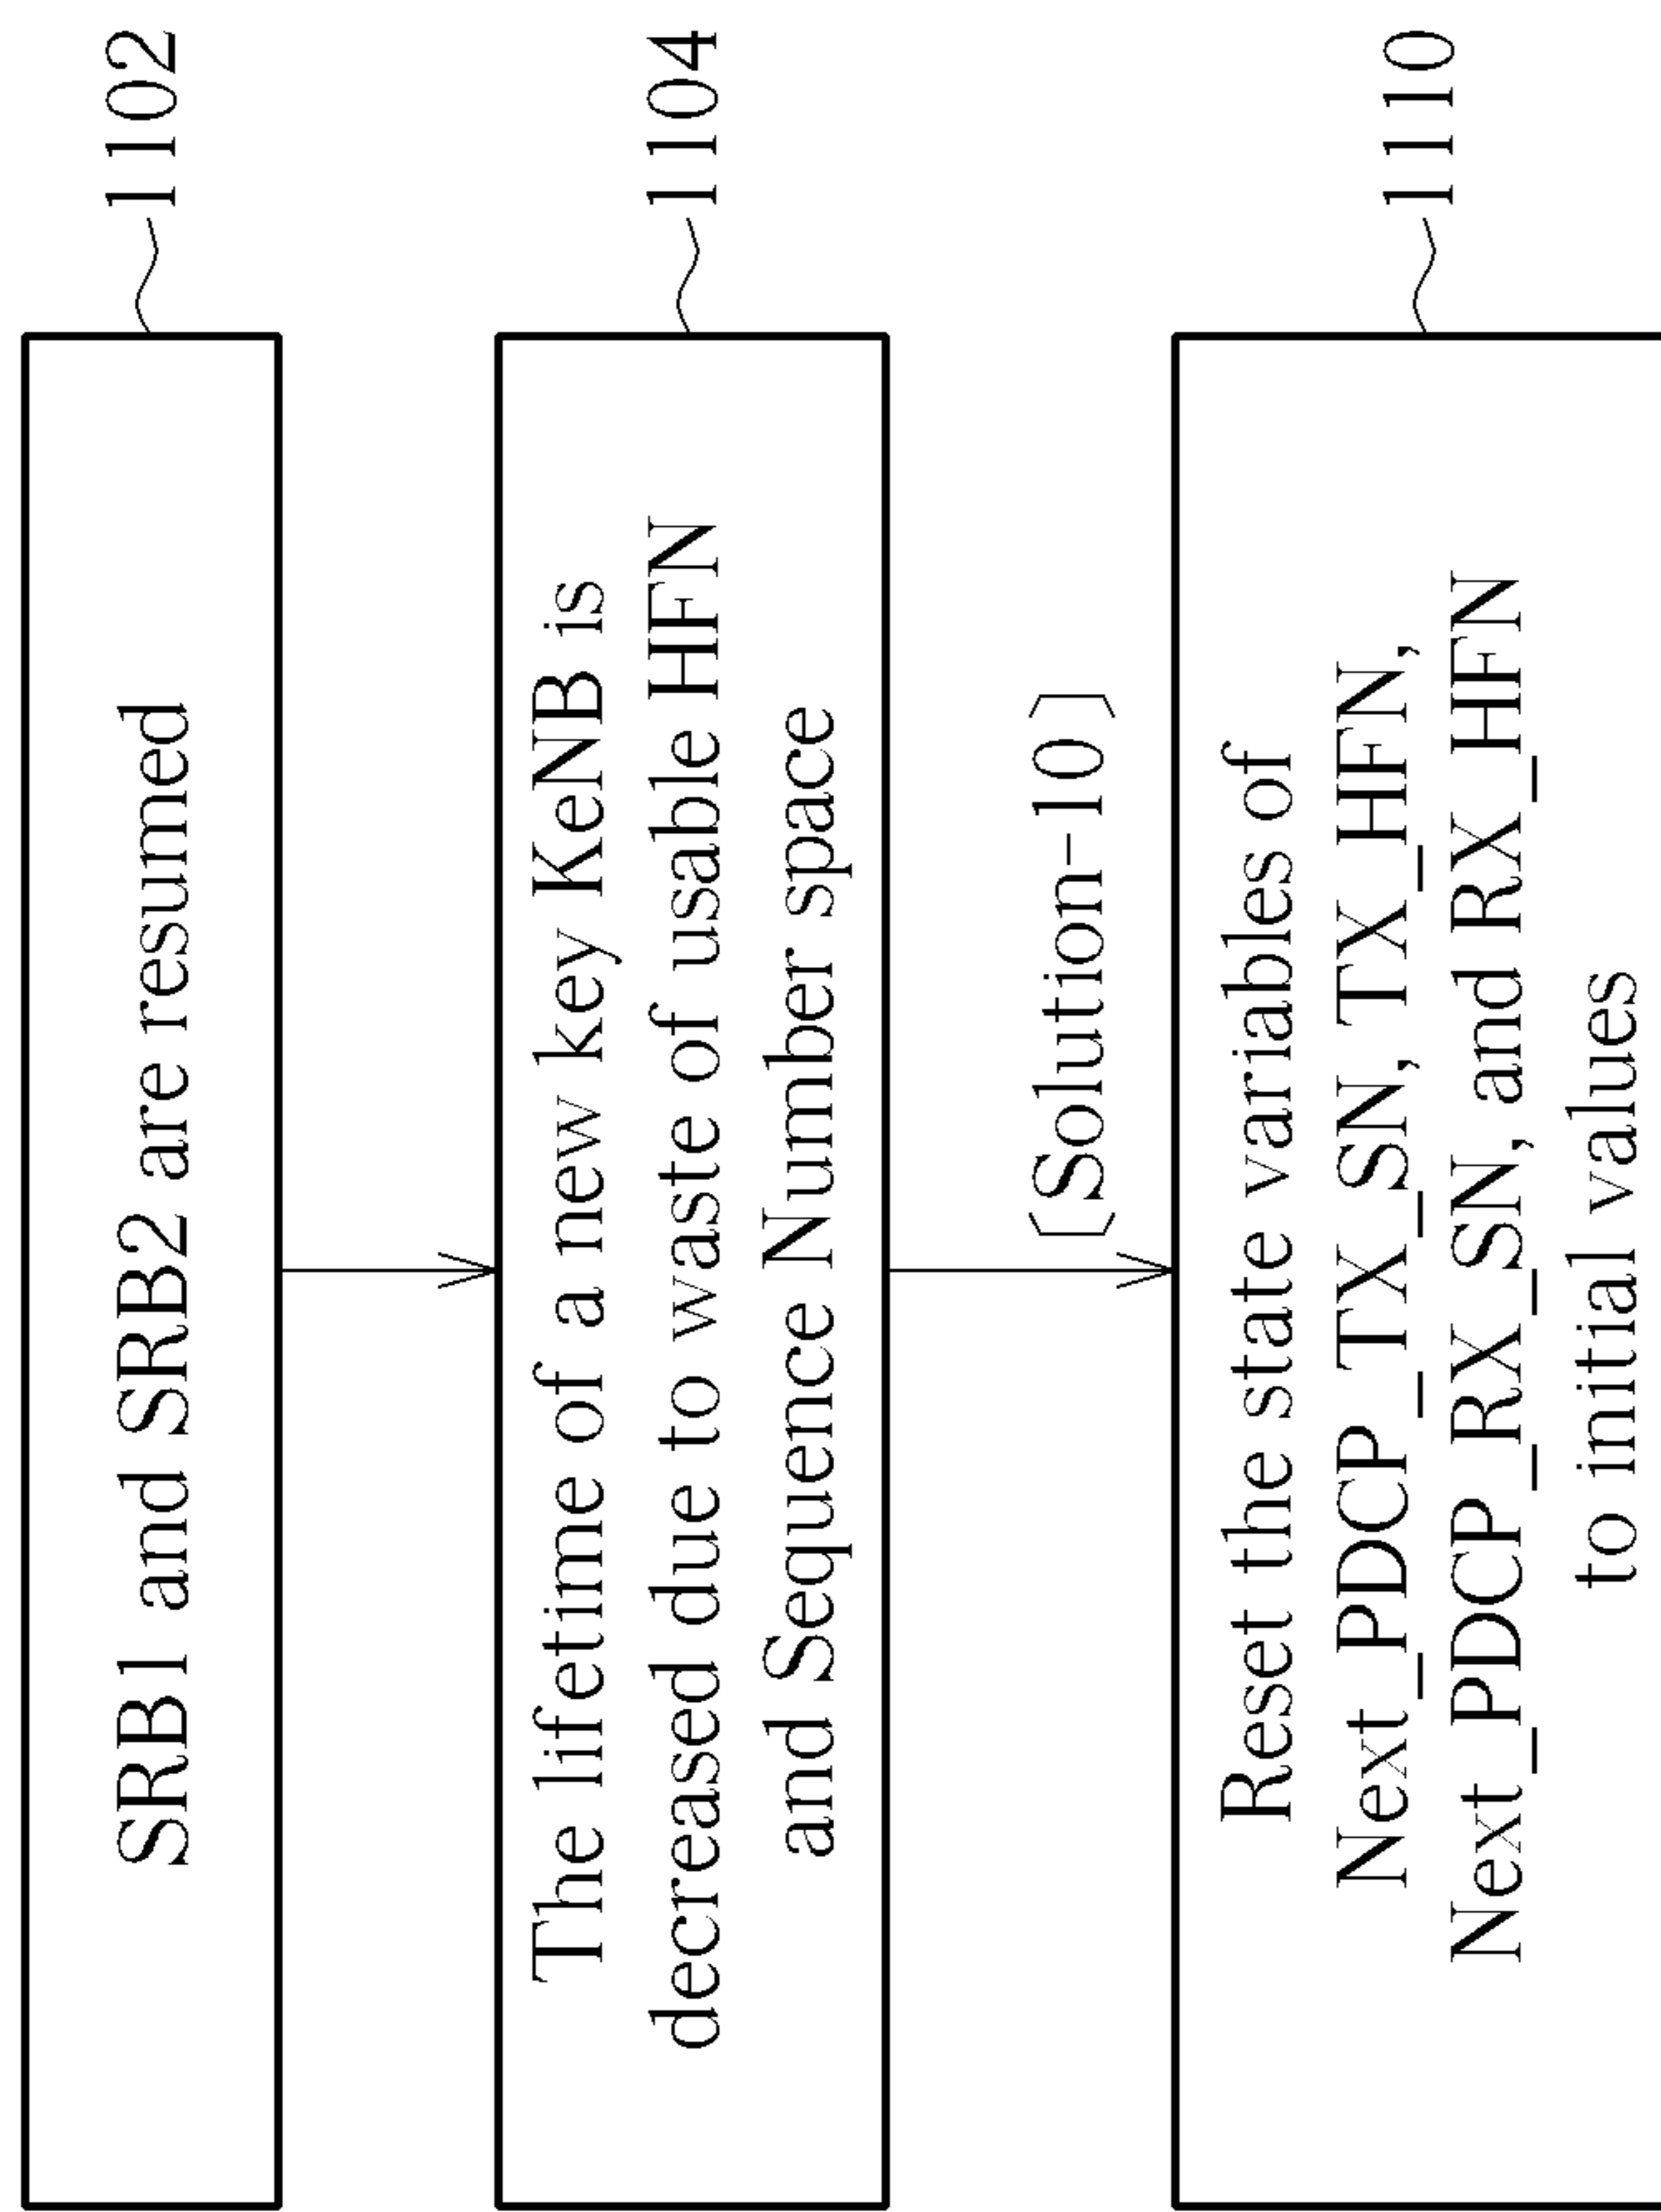 SRB1 and SRB2 are resumed
1102
The lifetime of a new key KeNB is
decreased due to waste of usable HFN
and Sequence Number space
1104
(Solution-10)
Reset the state variables of
Next_PDCP_TX_SN, TX_HFN,
Next_PDCP_RX_SN, and RX_HFN
to initial values
1110